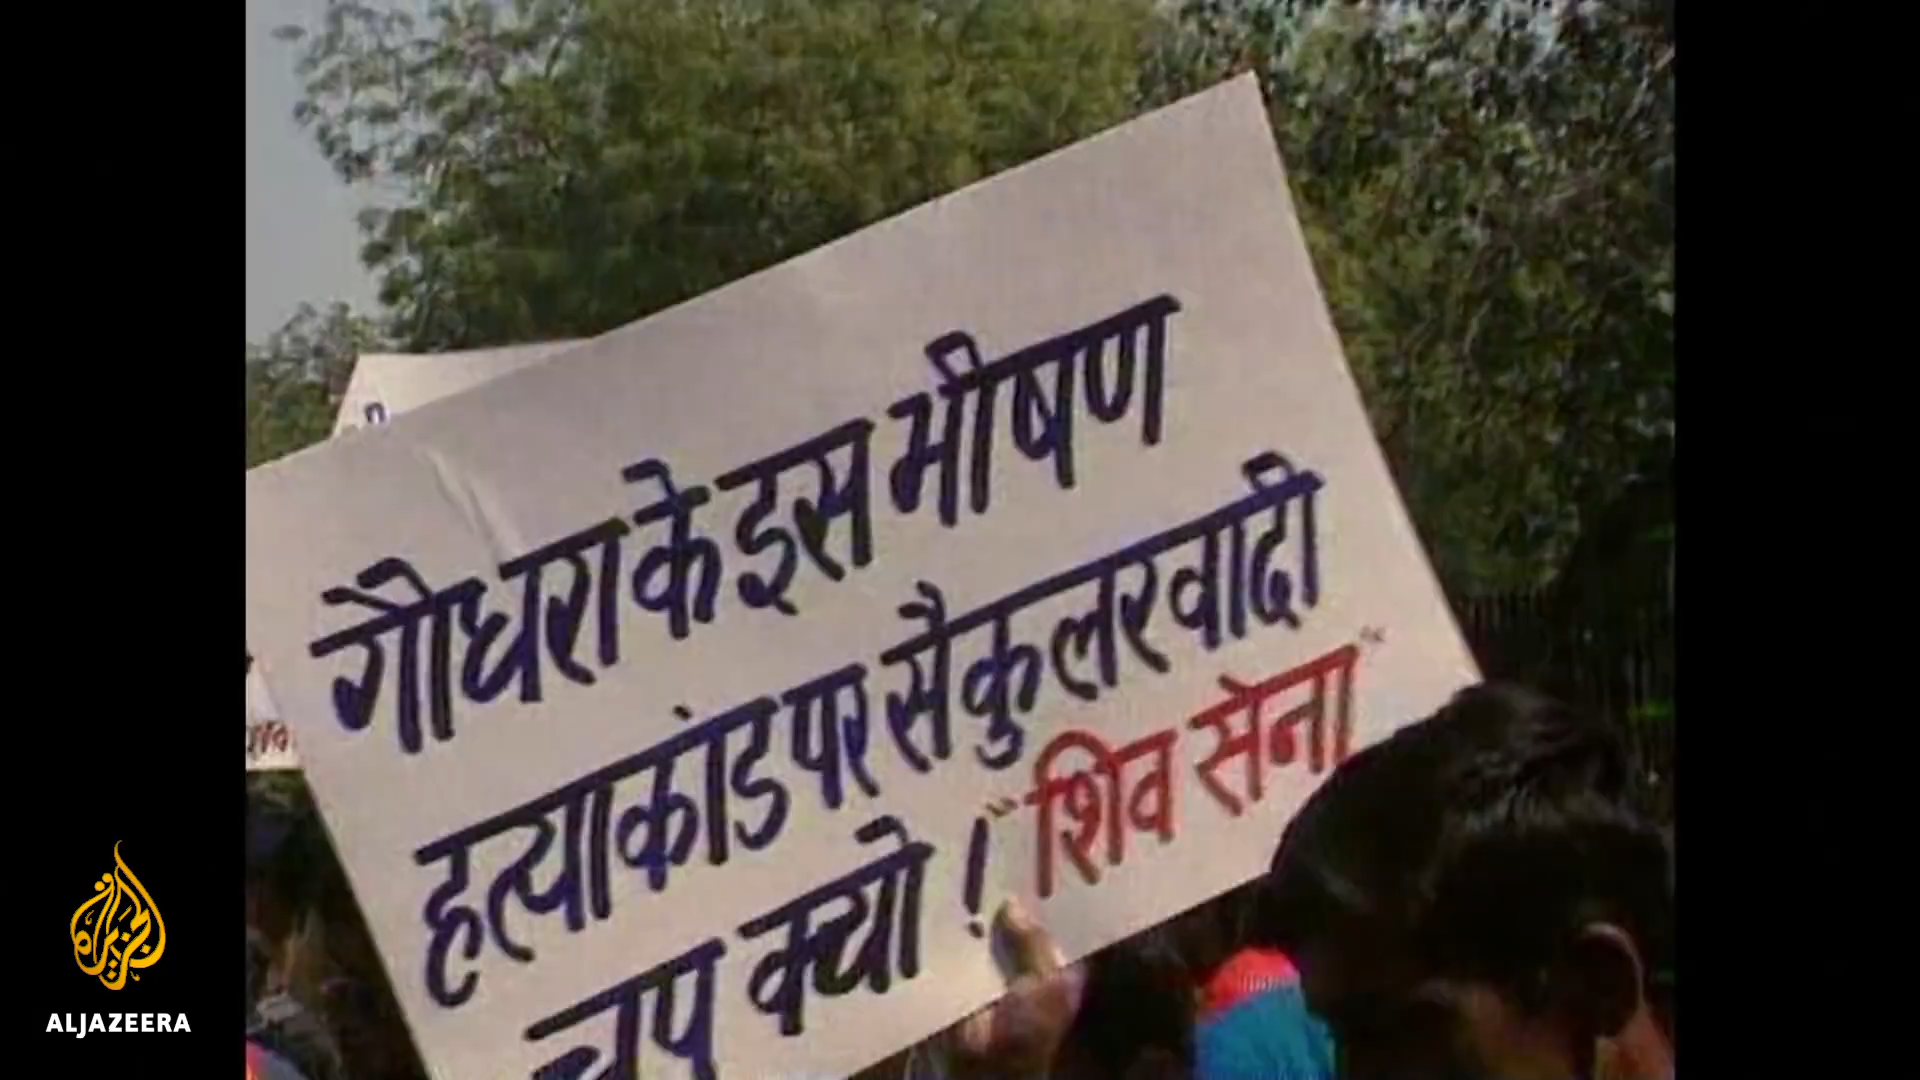 गौधरा के इस भीषण
हत्याकांड पर सैकुलरवादी
चुप क्यो ! "शिव सेना"
ALJAZEERA